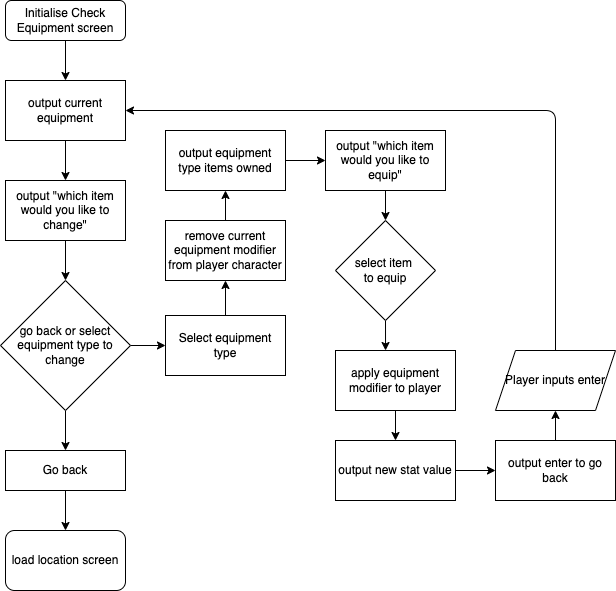 Initialise Check
Equipment screen
output current
equipment
output "which item
would you like to
change"
go back or select
equipment type to
change
Go back
load location screen
Select equipment
type
remove current
equipment modifier
from player character
output equipment
type items owned
output "which item
would you like to
equip"
select item
to equip
apply equipment
modifier to player
output new stat value
output enter to go
back
Player inputs enter